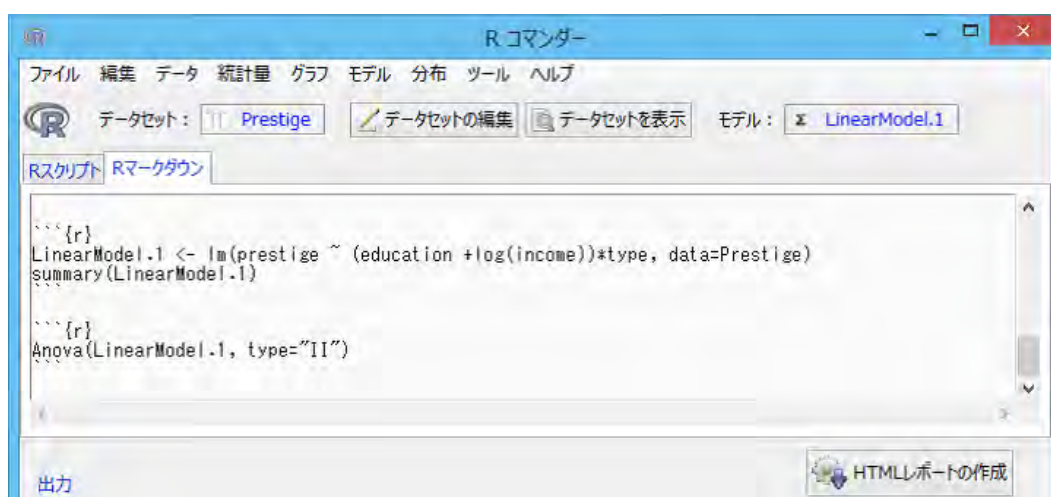 R コマンダー
ファイル 編集 データ 統計量 グラフ モデル 分布 ツール ヘルプ
R データセット： Prestige データセットの編集 データセットを表示 モデル： Σ LinearModel.1
Rスクリプト Rマークダウン
```{r}
LinearModel.1 <- lm(prestige ~ (education +log(income))*type, data=Prestige)
summary(LinearModel.1)
```
```{r}
Anova(LinearModel.1, type="II")
```
出力 HTMLレポートの作成